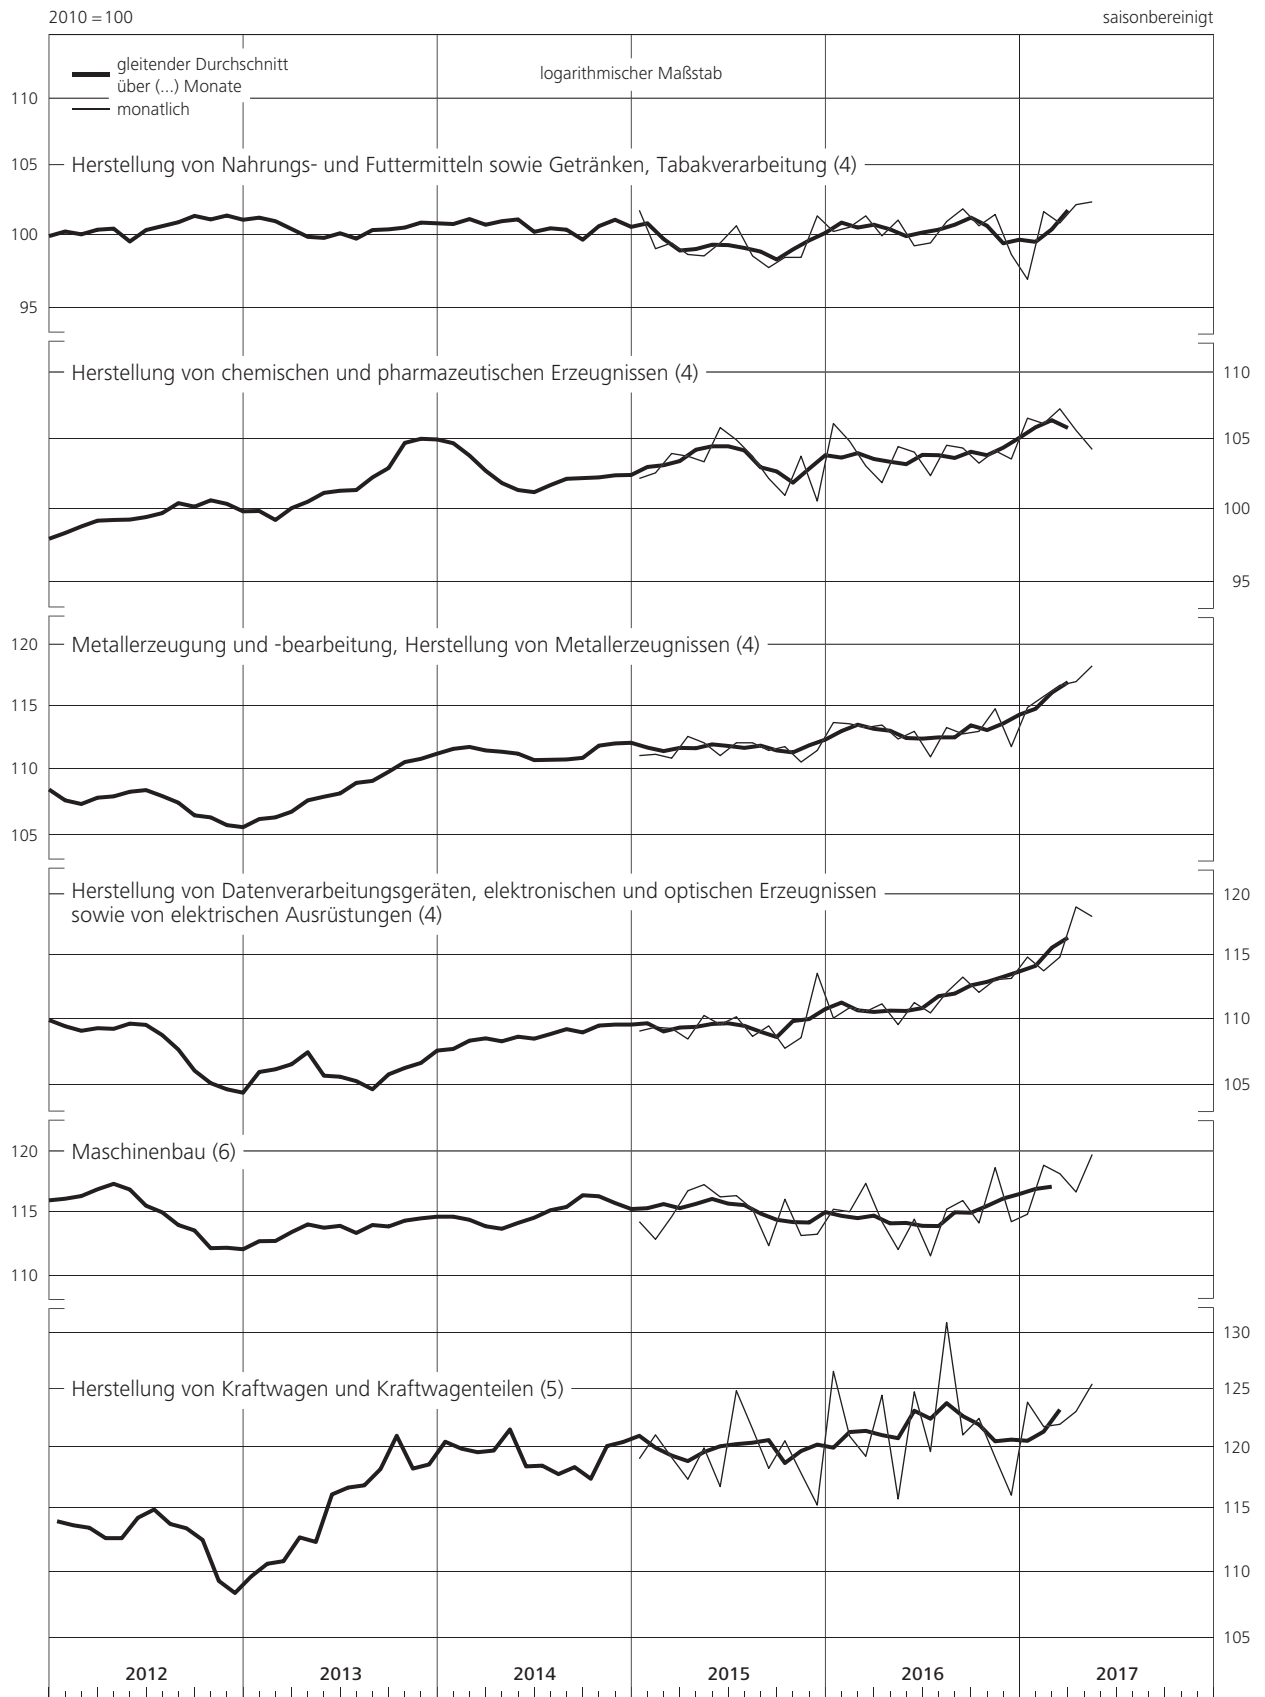 2010 = 100 saisonbereinigt
gleitender Durchschnitt
über (...) Monate
monatlich
logarithmischer Maßstab
110
105 Herstellung von Nahrungs- und Futtermitteln sowie Getränken, Tabakverarbeitung (4)
100
95
Herstellung von chemischen und pharmazeutischen Erzeugnissen (4) 110
105
100
95
120 Metallerzeugung und -bearbeitung, Herstellung von Metallerzeugnissen (4)
115
110
105
Herstellung von Datenverarbeitungsgeräten, elektronischen und optischen Erzeugnissen 120
sowie von elektrischen Ausrüstungen (4)
115
110
105
120 Maschinenbau (6)
115
110
130
Herstellung von Kraftwagen und Kraftwagenteilen (5) 125
120
115
110
105
2012 2013 2014 2015 2016 2017